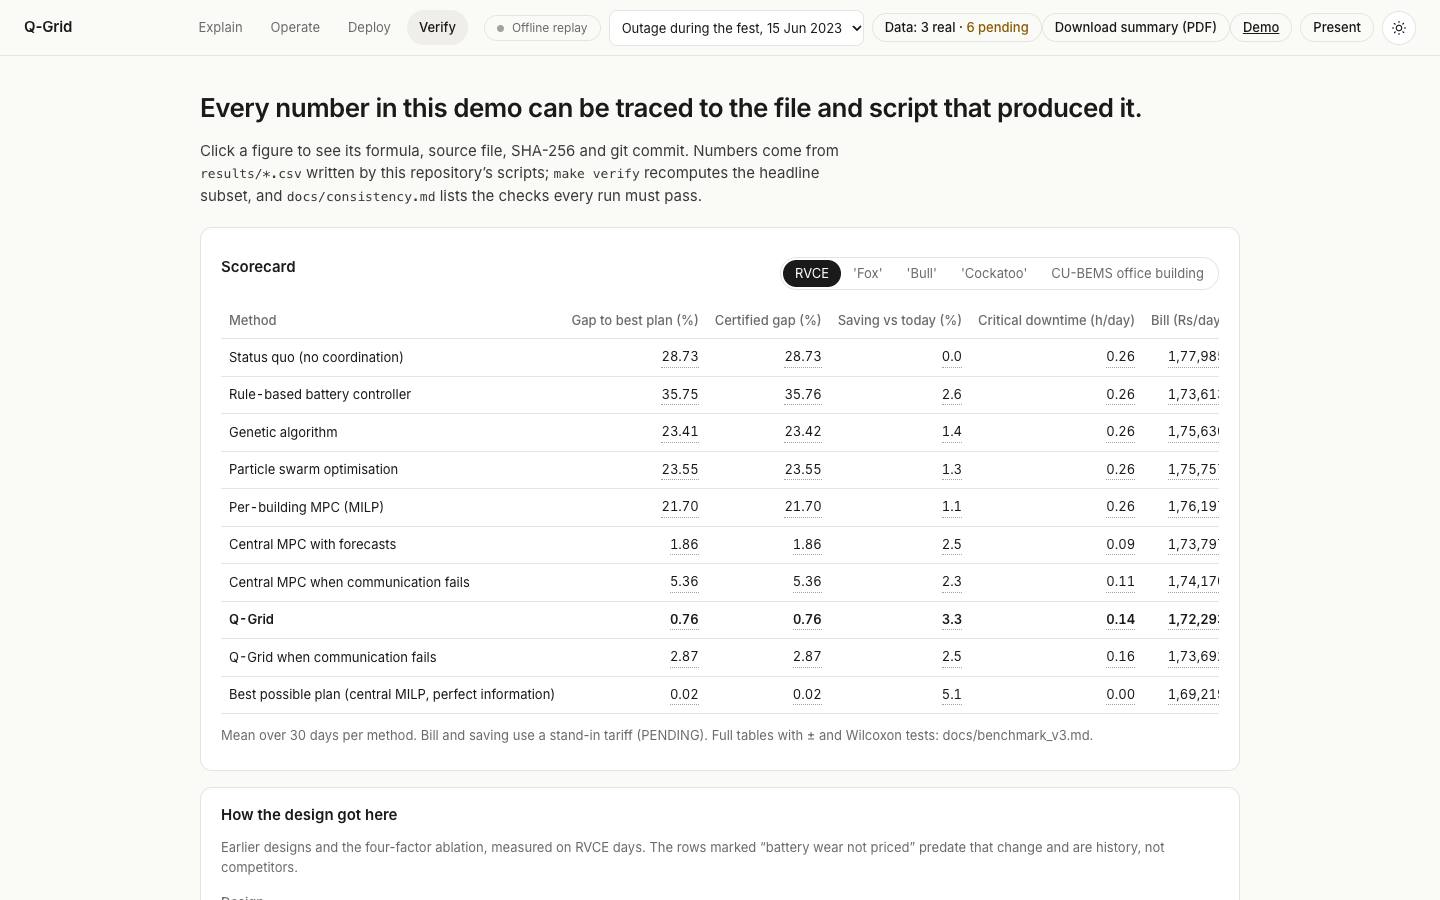 Q-Grid Explain Operate Deploy Verify Offline replay Outage during the fest, 15 Jun 2023 Data: 3 real · 6 pending Download summary (PDF) Demo Present
Every number in this demo can be traced to the file and script that produced it.
Click a figure to see its formula, source file, SHA-256 and git commit. Numbers come from
results/*.csv written by this repository’s scripts; make verify recomputes the headline
subset, and docs/consistency.md lists the checks every run must pass.
Scorecard RVCE 'Fox' 'Bull' 'Cockatoo' CU-BEMS office building
Method Gap to best plan (%) Certified gap (%) Saving vs today (%) Critical downtime (h/day) Bill (Rs/day
Status quo (no coordination) 28.73 28.73 0.0 0.26
Rule-based battery controller 35.75 35.76 2.6 0.26
Genetic algorithm 23.41 23.42 1.4 0.26
Particle swarm optimisation 23.55 23.55 1.3 0.26
Per-building MPC (MILP) 21.70 21.70 1.1 0.26
Central MPC with forecasts 1.86 1.86 2.5 0.09
Central MPC when communication fails 5.36 5.36 2.3 0.11
Q-Grid 0.76 0.76 3.3 0.14
Q-Grid when communication fails 2.87 2.87 2.5 0.16
Best possible plan (central MILP, perfect information) 0.02 0.02 5.1 0.00
Mean over 30 days per method. Bill and saving use a stand-in tariff (PENDING). Full tables with ± and Wilcoxon tests: docs/benchmark_v3.md.
How the design got here
Earlier designs and the four-factor ablation, measured on RVCE days. The rows marked “battery wear not priced” predate that change and are history, not
competitors.